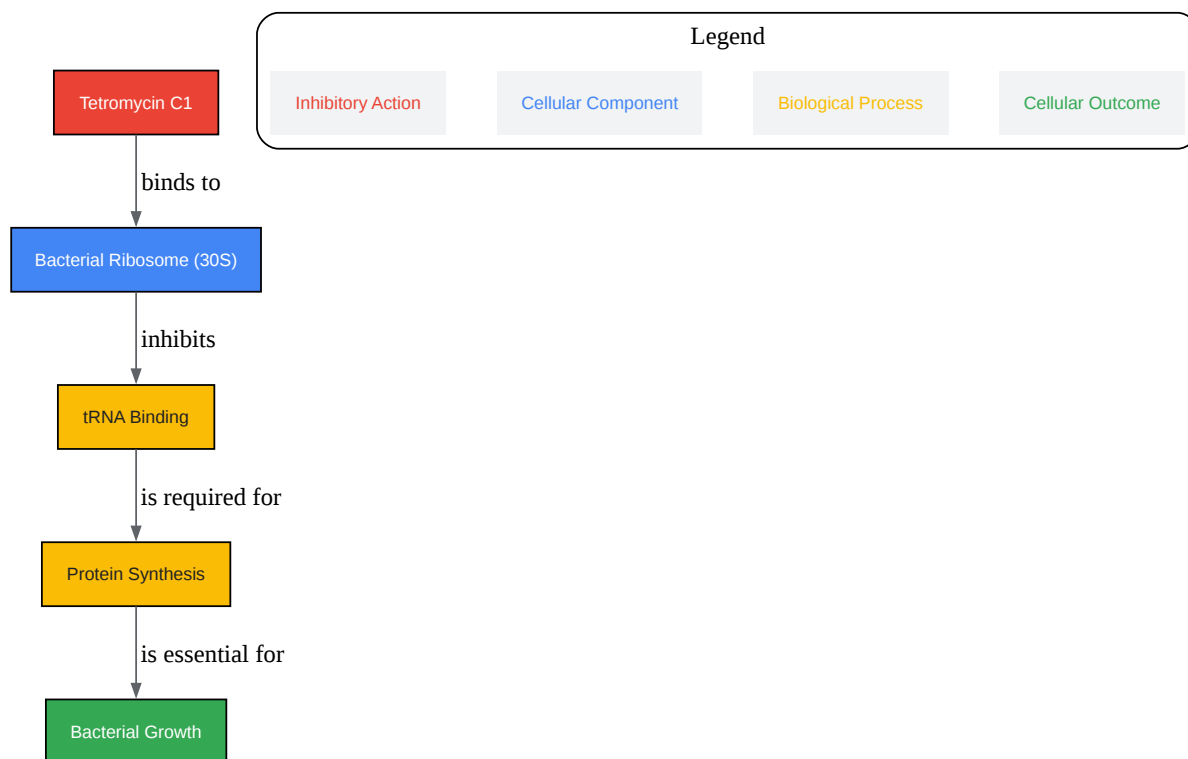 Legend
Inhibitory Action
Cellular Component
Biological Process
Cellular Outcome
Tetromycin C1
binds to
Bacterial Ribosome (30S)
inhibits
tRNA Binding
is required for
Protein Synthesis
is essential for
Bacterial Growth